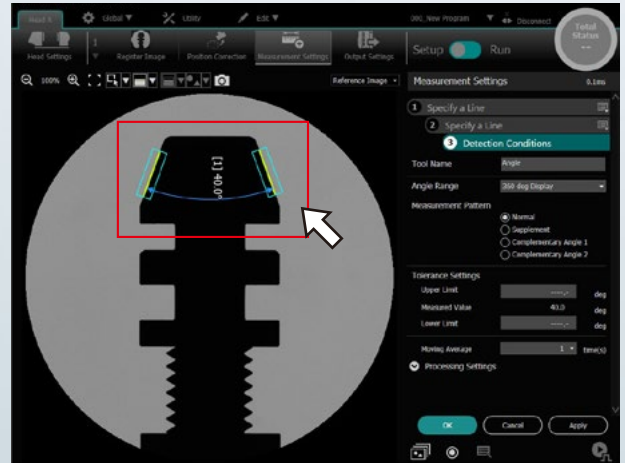 Head A
Global ▼
Utility
Edit ▼
000_New Program ▼
Disconnect
Total
Status
--
Head Settings
1
Register Image
Position Correction
Measurement Settings
Output Settings
Setup
Run
100%
Reference Image
Measurement Settings
0.1ms
1 Specify a Line
2 Specify a Line
3 Detection Conditions
Tool Name
Angle
Angle Range
360 deg Display
Measurement Pattern
Normal
Supplement
Complementary Angle 1
Complementary Angle 2
Tolerance Settings
Upper Limit
----.-
deg
Measured Value
40.0
deg
Lower Limit
----.-
deg
Moving Average
1
time(s)
Processing Settings
OK
Cancel
Apply
[1] 40.0°